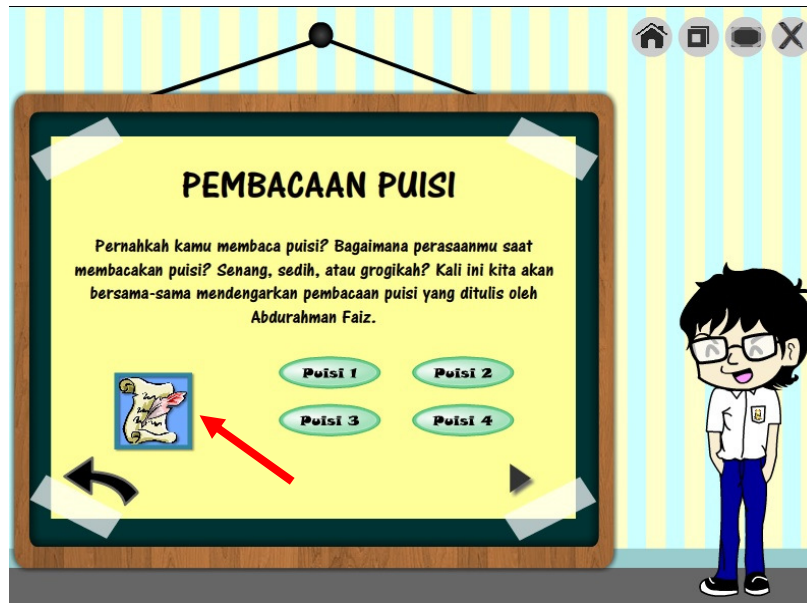 PEMBACAAN PUISI
Pernahkah kamu membaca puisi? Bagaimana perasaanmu saat
membacakan puisi? Senang, sedih, atau grogikah? Kali ini kita akan
bersama-sama mendengarkan pembacaan puisi yang ditulis oleh
Abdurahman Faiz.
Puisi 1
Puisi 2
Puisi 3
Puisi 4